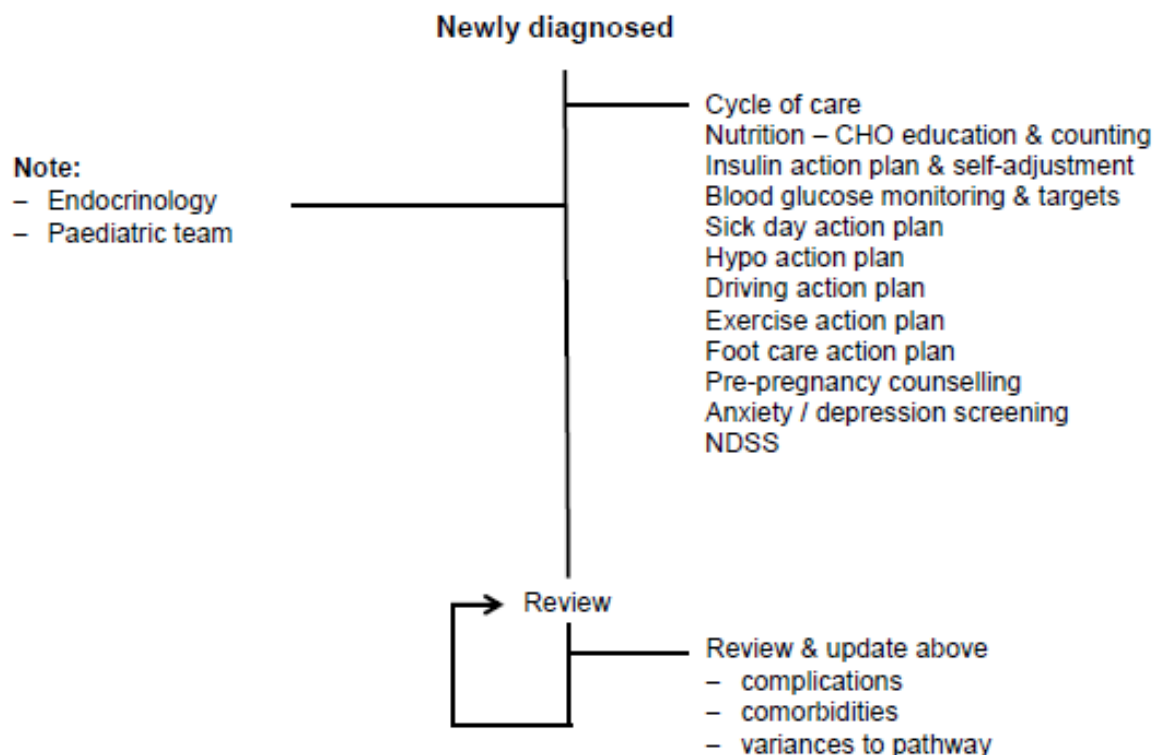 Newly diagnosed
Note:
– Endocrinology
– Paediatric team
Cycle of care
Nutrition – CHO education & counting
Insulin action plan & self-adjustment
Blood glucose monitoring & targets
Sick day action plan
Hypo action plan
Driving action plan
Exercise action plan
Foot care action plan
Pre-pregnancy counselling
Anxiety / depression screening
NDSS
Review
Review & update above
– complications
– comorbidities
– variances to pathway